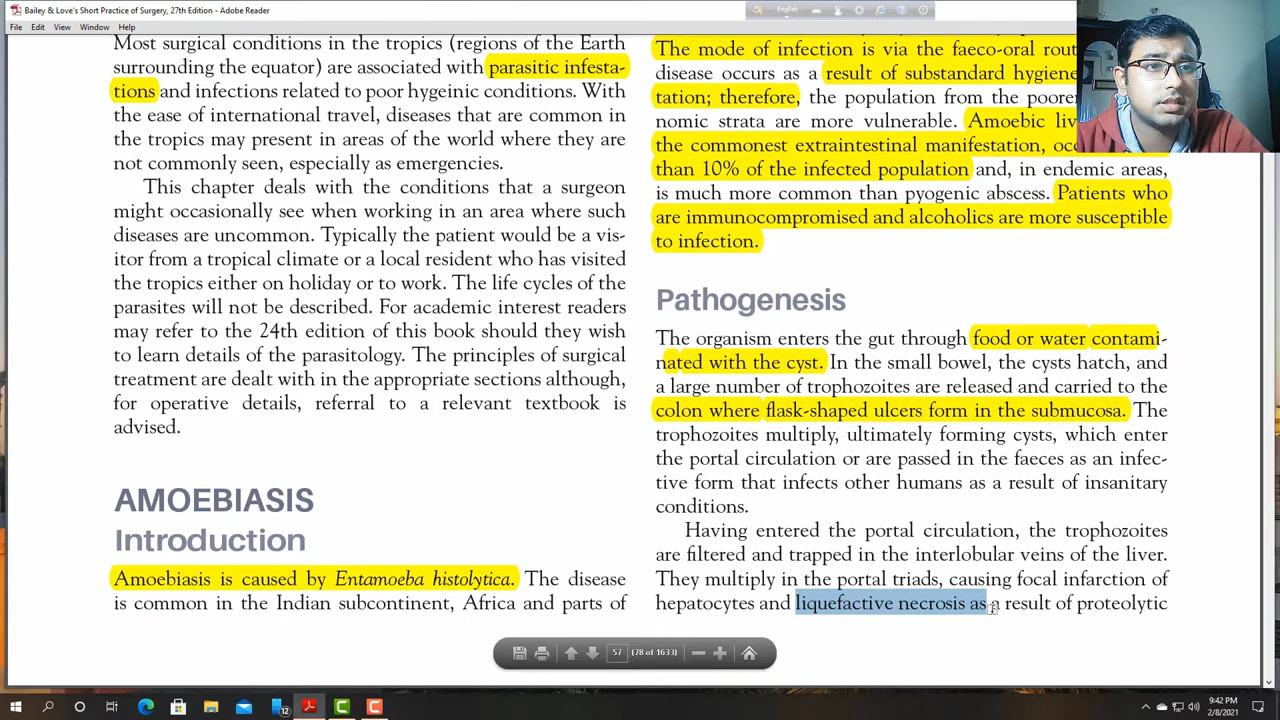 Bailey & Love's Short Practice of Surgery, 27th Edition - Adobe Reader
English
File Edit View Window Help
Most surgical conditions in the tropics (regions of the Earth
surrounding the equator) are associated with parasitic infesta-
tions and infections related to poor hygeinic conditions. With
the ease of international travel, diseases that are common in
the tropics may present in areas of the world where they are
not commonly seen, especially as emergencies.
This chapter deals with the conditions that a surgeon
might occasionally see when working in an area where such
diseases are uncommon. Typically the patient would be a vis-
itor from a tropical climate or a local resident who has visited
the tropics either on holiday or to work. The life cycles of the
parasites will not be described. For academic interest readers
may refer to the 24th edition of this book should they wish
to learn details of the parasitology. The principles of surgical
treatment are dealt with in the appropriate sections although,
for operative details, referral to a relevant textbook is
advised.
AMOEBIASIS
Introduction
Amoebiasis is caused by Entamoeba histolytica. The disease
is common in the Indian subcontinent, Africa and parts of
The mode of infection is via the faeco-oral rout
disease occurs as a result of substandard hygiene
tation; therefore, the population from the poore
nomic strata are more vulnerable. Amoebic liv
the commonest extraintestinal manifestation, oc
than 10% of the infected population and, in endemic areas,
is much more common than pyogenic abscess. Patients who
are immunocompromised and alcoholics are more susceptible
to infection.
Pathogenesis
The organism enters the gut through food or water contami-
nated with the cyst. In the small bowel, the cysts hatch, and
a large number of trophozoites are released and carried to the
colon where flask-shaped ulcers form in the submucosa. The
trophozoites multiply, ultimately forming cysts, which enter
the portal circulation or are passed in the faeces as an infec-
tive form that infects other humans as a result of insanitary
conditions.
Having entered the portal circulation, the trophozoites
are filtered and trapped in the interlobular veins of the liver.
They multiply in the portal triads, causing focal infarction of
hepatocytes and liquefactive necrosis as a result of proteolytic
57 (78 of 1633)
12
9:42 PM
2/8/2021